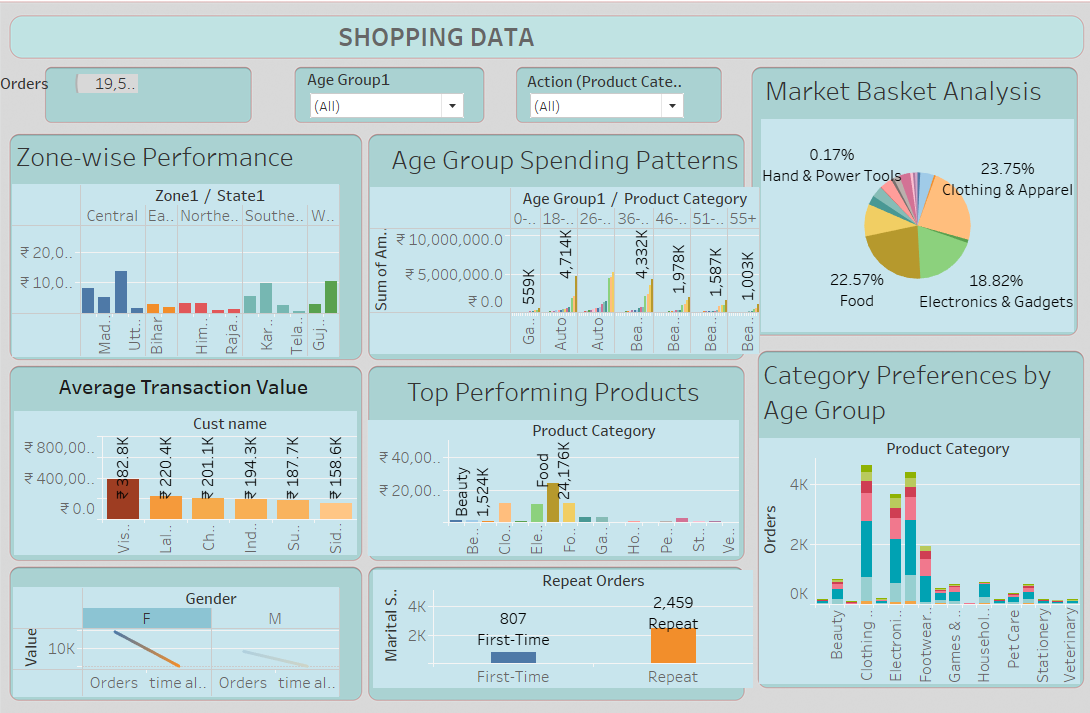 SHOPPING DATA
Orders
19,5..
Age Group1
(All)
Action (Product Cate..
(All)
Market Basket Analysis
0.17%
Hand & Power Tools
23.75%
Clothing & Apparel
22.57%
Food
18.82%
Electronics & Gadgets
Zone-wise Performance
Zone1 / State1
Central Ea.. Northe.. Southe.. W..
₹ 20,0..
₹ 10,0..
Mad..
Utt..
Bihar
Him..
Raja..
Kar..
Tela..
Guj..
Age Group Spending Patterns
Age Group1 / Product Category
0-.. 18-.. 26-.. 36-.. 46-.. 51-.. 55+
Sum of Am..
₹ 10,000,000.0
₹ 5,000,000.0
₹ 0.0
559K
4,714K
4,332K
1,978K
1,587K
1,003K
Ga..
Auto
Auto
Bea..
Bea..
Bea..
Bea..
Average Transaction Value
Cust name
₹ 800,00..
₹ 400,00..
₹ 0.0
₹ 382.8K
₹ 220.4K
₹ 201.1K
₹ 194.3K
₹ 187.7K
₹ 158.6K
Vis..
Lal..
Ch..
Ind..
Su..
Sid..
Top Performing Products
Product Category
₹ 40,00..
₹ 20,00..
Beauty
1,524K
Food
24,176K
Be..
Clo..
Ele..
Fo..
Ga..
Ho..
Pe..
St..
Ve..
Category Preferences by
Age Group
Product Category
Orders
4K
2K
0K
Beauty
Clothing ..
Electroni..
Footwear..
Games & ..
Househol..
Pet Care
Stationery
Veterinary
Gender
F M
Value
10K
Orders time al.. Orders time al..
Repeat Orders
Marital S..
4K
2K
807
First-Time
2,459
Repeat
First-Time Repeat